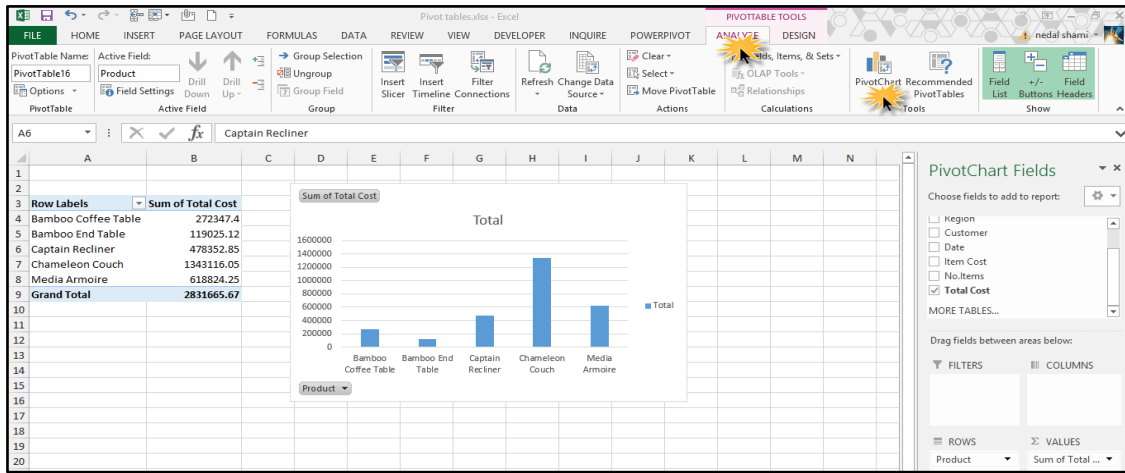 Pivot tables.xlsx - Excel
PIVOTTABLE TOOLS
FILE HOME INSERT PAGE LAYOUT FORMULAS DATA REVIEW VIEW DEVELOPER INQUIRE POWERPIVOT ANALYZE DESIGN nedal shami
PivotTable Name: Active Field: Group Selection Clear Items, & Sets
PivotTable16 Product Drill Down Drill Up Ungroup Insert Slicer Insert Timeline Filter Connections Refresh Change Data Source Select OLAP Tools PivotChart Recommended PivotTables Field List +/- Buttons Field Headers
Options Field Settings Group Field Move PivotTable Relationships
PivotTable Active Field Group Filter Data Actions Calculations Tools Show
A6 fx Captain Recliner
A B C D E F G H I J K L M N
1
2
3 Row Labels Sum of Total Cost
4 Bamboo Coffee Table 272347.4
5 Bamboo End Table 119025.12
6 Captain Recliner 478352.85
7 Chameleon Couch 1343116.05
8 Media Armoire 618824.25
9 Grand Total 2831665.67
10
11
12
13
14
15
16
17
18
19
20
Sum of Total Cost
Total
1600000
1400000
1200000
1000000
800000
600000
400000
200000
0
Bamboo Bamboo End Captain Chameleon Media
Coffee Table Table Recliner Couch Armoire
Total
Product
PivotChart Fields
Choose fields to add to report:
Region
Customer
Date
Item Cost
No.Items
Total Cost
MORE TABLES...
Drag fields between areas below:
FILTERS COLUMNS
ROWS Σ VALUES
Product Sum of Total ...